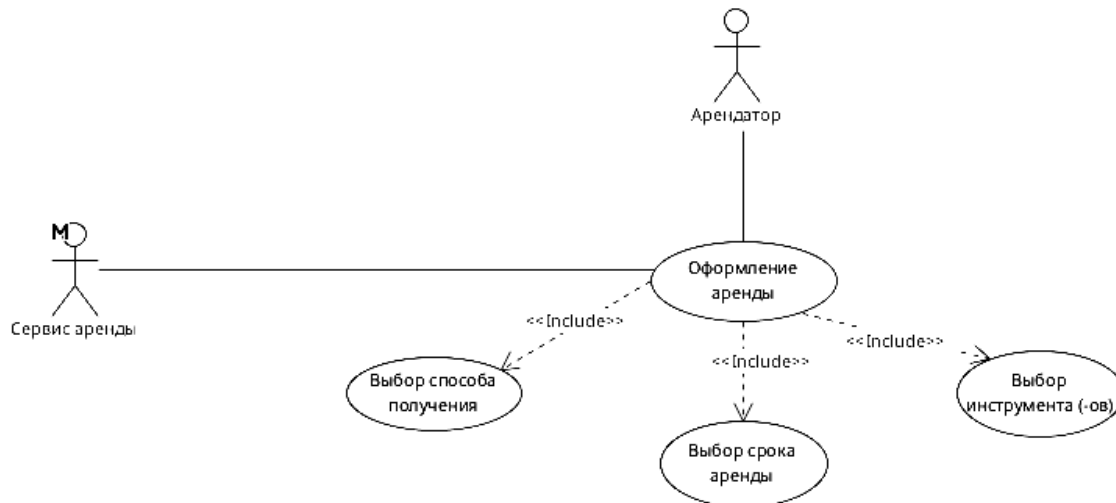 Арендатор
М
Сервис аренды
Оформление
аренды
<<Include>>
<<Include>>
<<Include>>
Выбор способа
получения
Выбор срока
аренды
Выбор
инструмента (-ов)